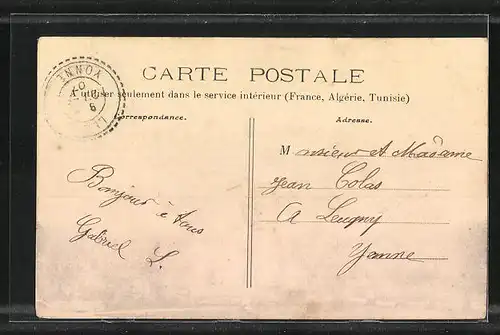 YONNE
CARTE POSTALE
A utiliser seulement dans le service intérieur (France, Algérie, Tunisie)
Correspondance.
Adresse.
Bonjour à tous
Gabriel L.
Monsieur et Madame
Jean Colas
A Leugny
Yonne